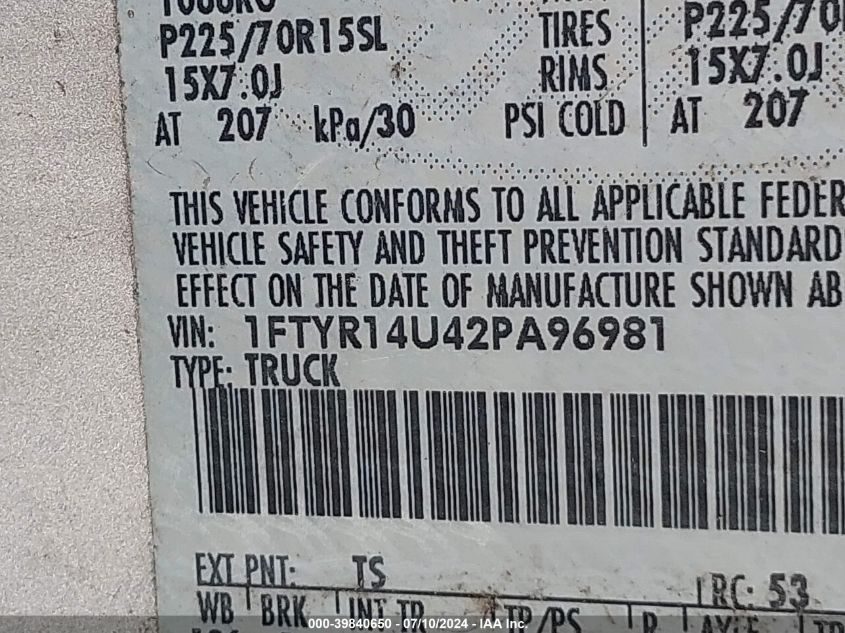 P225/70R15SL TIRES P225/70
15X7.0J RIMS 15X7.0J
AT 207 kPa/30 PSI COLD AT 207
THIS VEHICLE CONFORMS TO ALL APPLICABLE FEDER
VEHICLE SAFETY AND THEFT PREVENTION STANDARD
EFFECT ON THE DATE OF MANUFACTURE SHOWN AB
VIN: 1FTYR14U42PA96981
TYPE: TRUCK
EXT PNT: TS RC: 53
WB BRK INT TR TP/PS R AXLE
000-39840650 - 07/10/2024 - IAA Inc.